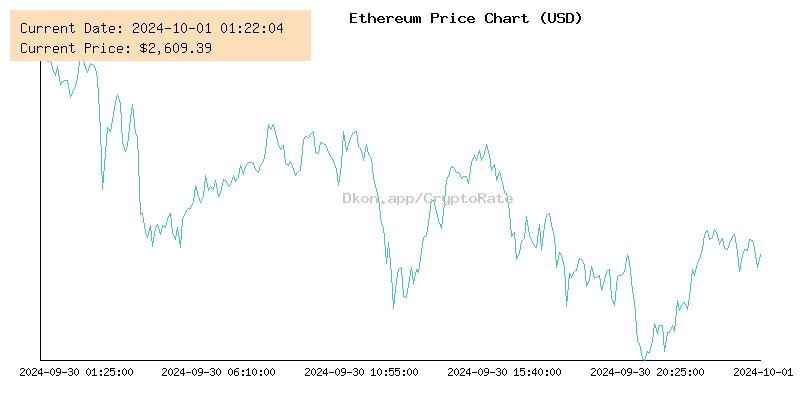 Ethereum Price Chart (USD)
Current Date: 2024-10-01 01:22:04
Current Price: $2,609.39
Dkon.app/CryptoRate
2024-09-30 01:25:00 2024-09-30 06:10:00 2024-09-30 10:55:00 2024-09-30 15:40:00 2024-09-30 20:25:00 2024-10-01